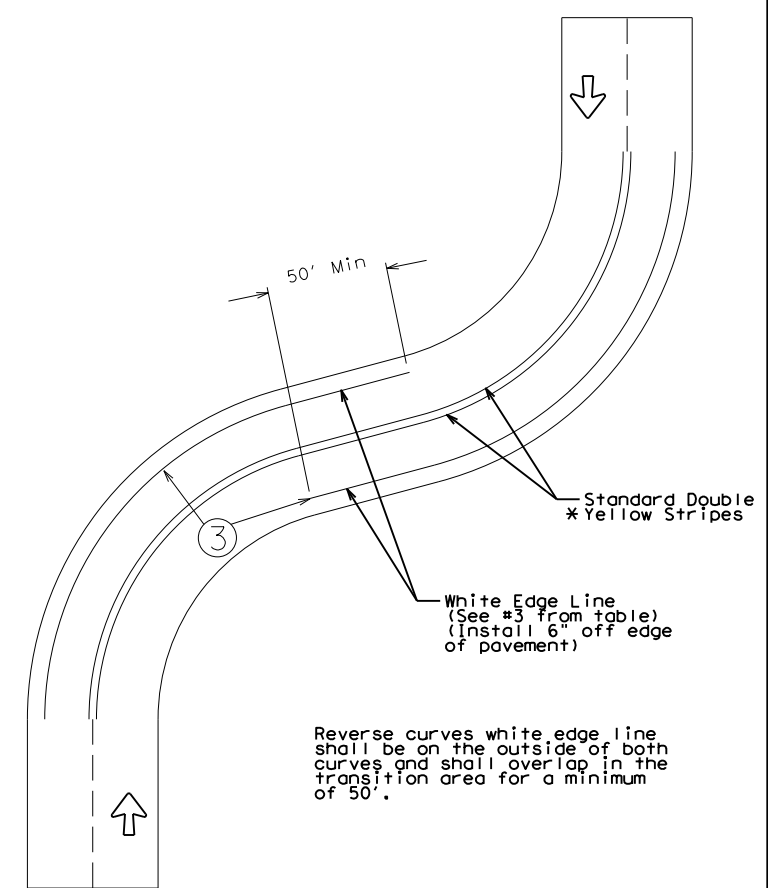 50' Min
Standard Double
* Yellow Stripes
3
White Edge Line
(See #3 from table)
(Install 6" off edge
of pavement)
Reverse curves white edge line
shall be on the outside of both
curves and shall overlap in the
transition area for a minimum
of 50'.